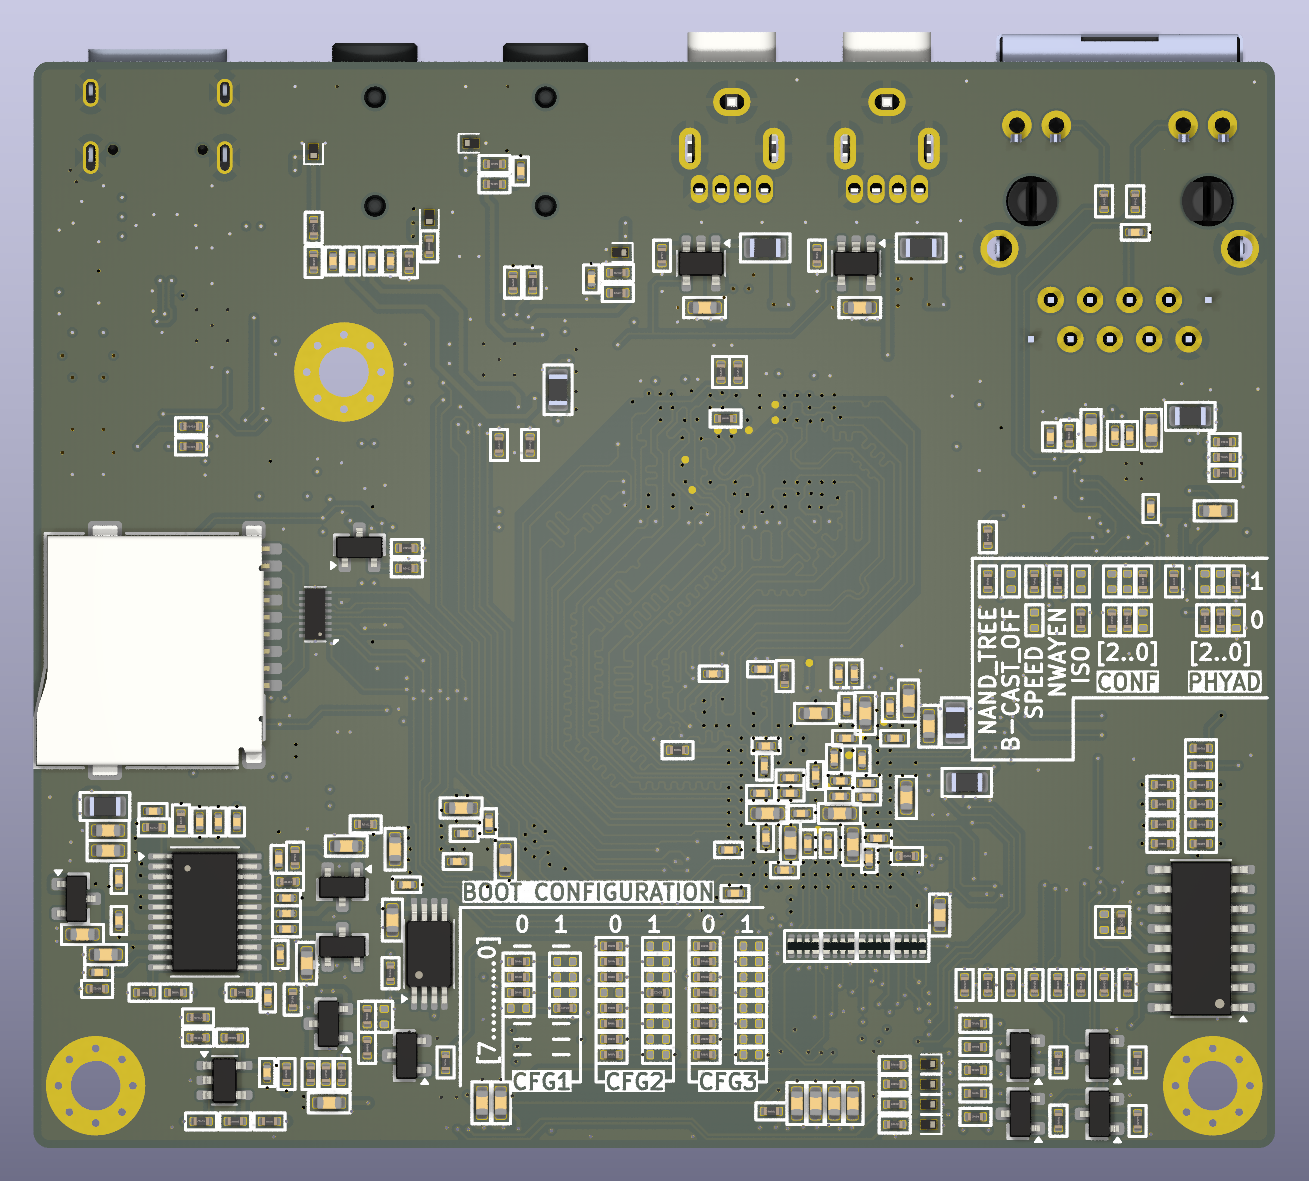 1
0
[2..0] [2..0]
CONF PHYAD
NAND_TREE
B-CAST_OFF
SPEED
NWAYEN
ISO
BOOT CONFIGURATION
0 1 0 1 0 1
[7..........0]
CFG1 CFG2 CFG3